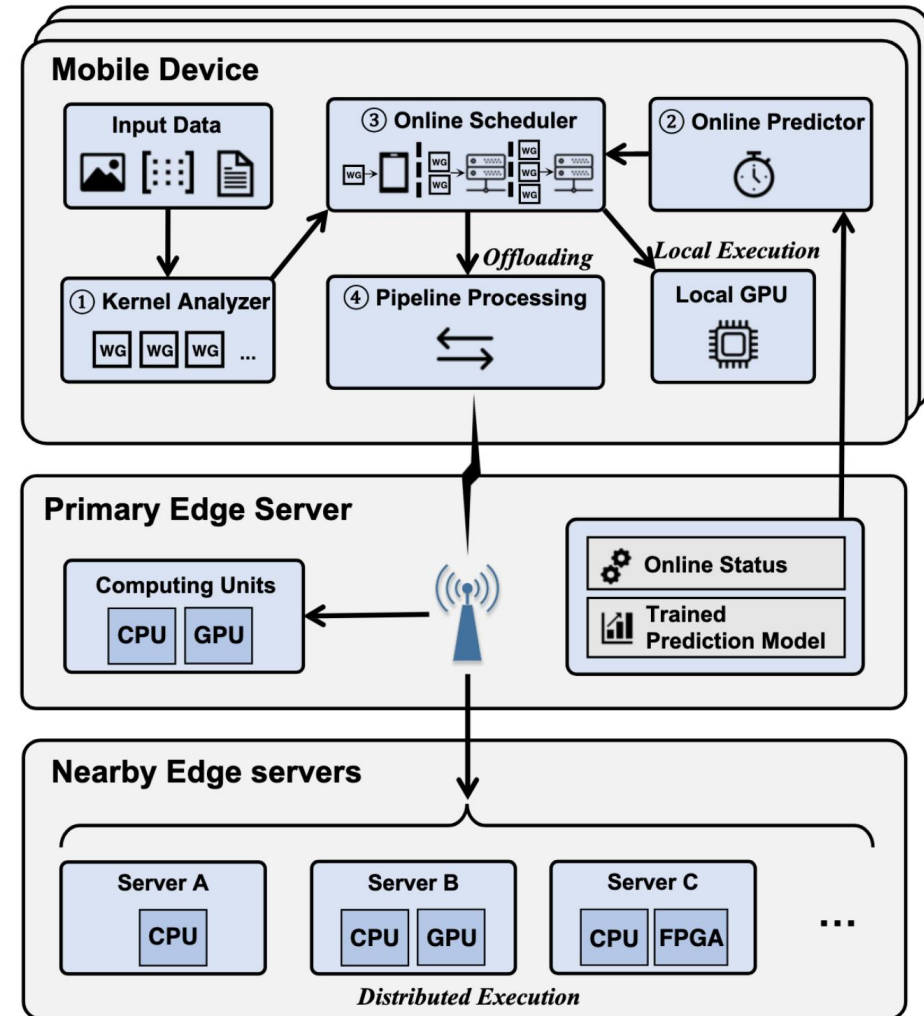 Mobile Device
Input Data
③ Online Scheduler
② Online Predictor
WG
WG
WG
WG
WG
WG
Offloading
Local Execution
① Kernel Analyzer
WG WG WG ...
④ Pipeline Processing
Local GPU
Primary Edge Server
Computing Units
CPU GPU
Online Status
Trained
Prediction Model
Nearby Edge servers
Server A
CPU
Server B
CPU GPU
Server C
CPU FPGA
...
Distributed Execution